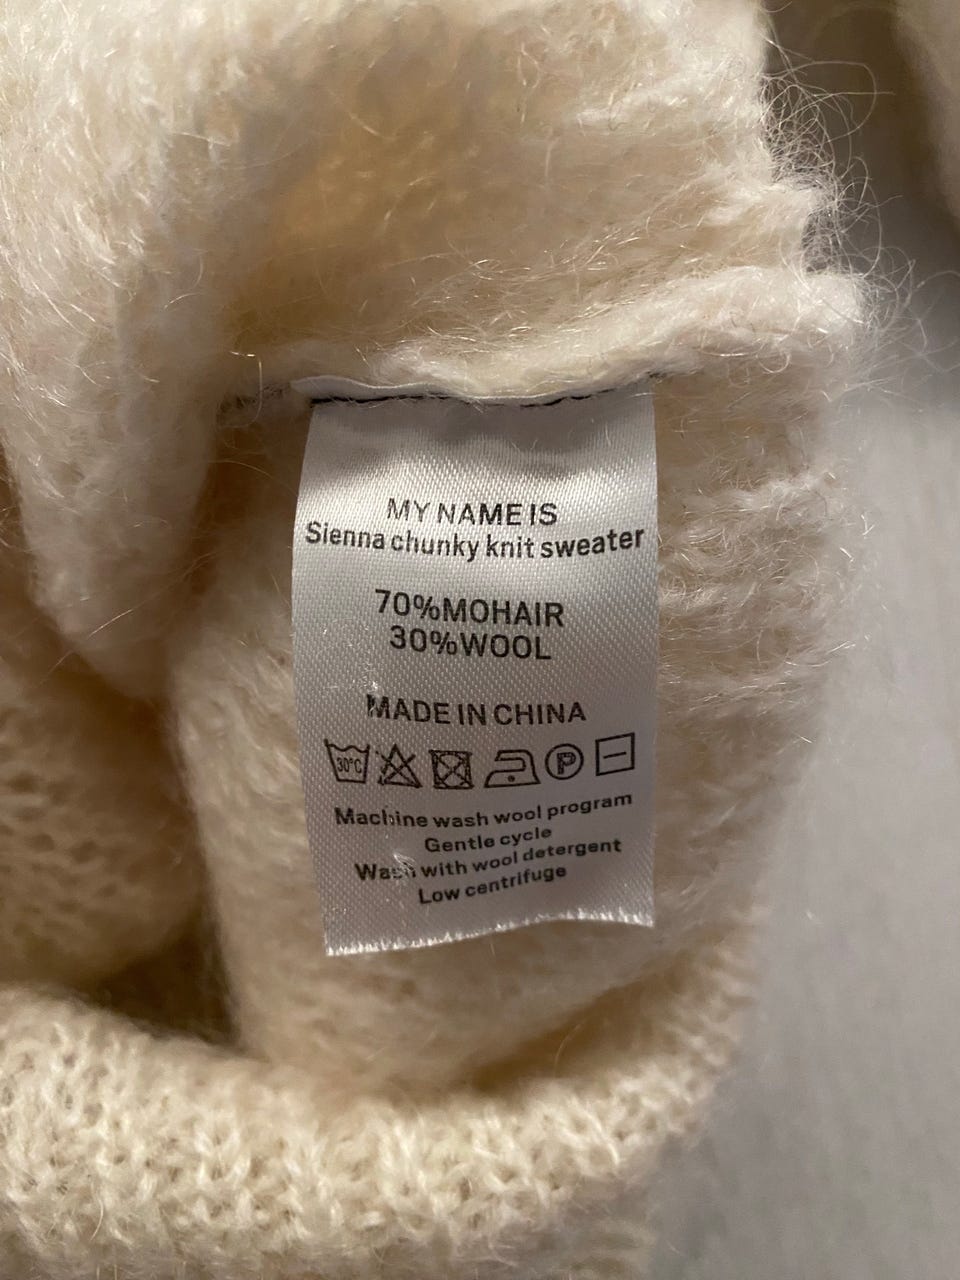 MY NAME IS
Sienna chunky knit sweater
70%MOHAIR
30%WOOL
MADE IN CHINA
30°C P
Machine wash wool program
Gentle cycle
Wash with wool detergent
Low centrifuge